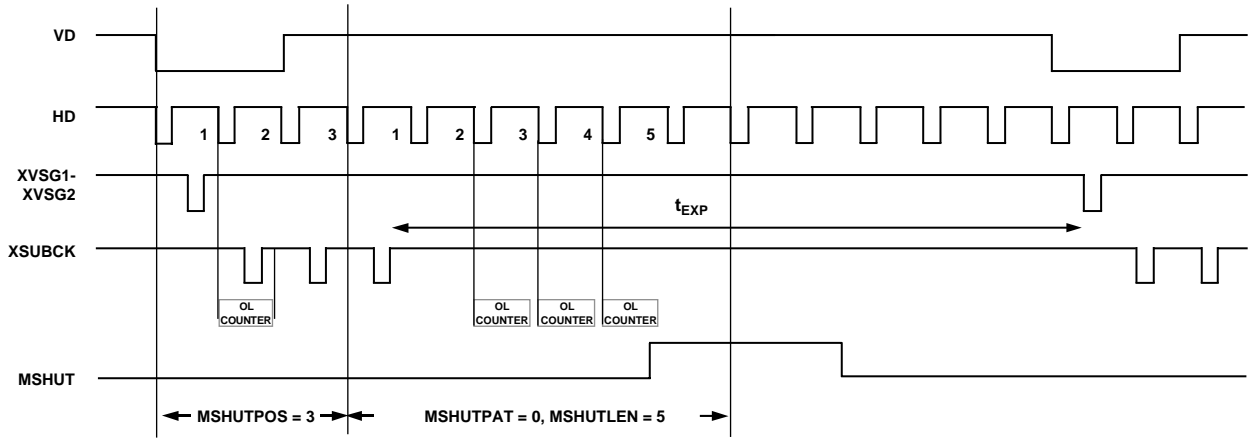 VD
HD
1 2 3 1 2 3 4 5
XVSG1-
XVSG2
tEXP
XSUBCK
OL
COUNTER
OL
COUNTER
OL
COUNTER
OL
COUNTER
MSHUT
MSHUTPOS = 3
MSHUTPAT = 0, MSHUTLEN = 5